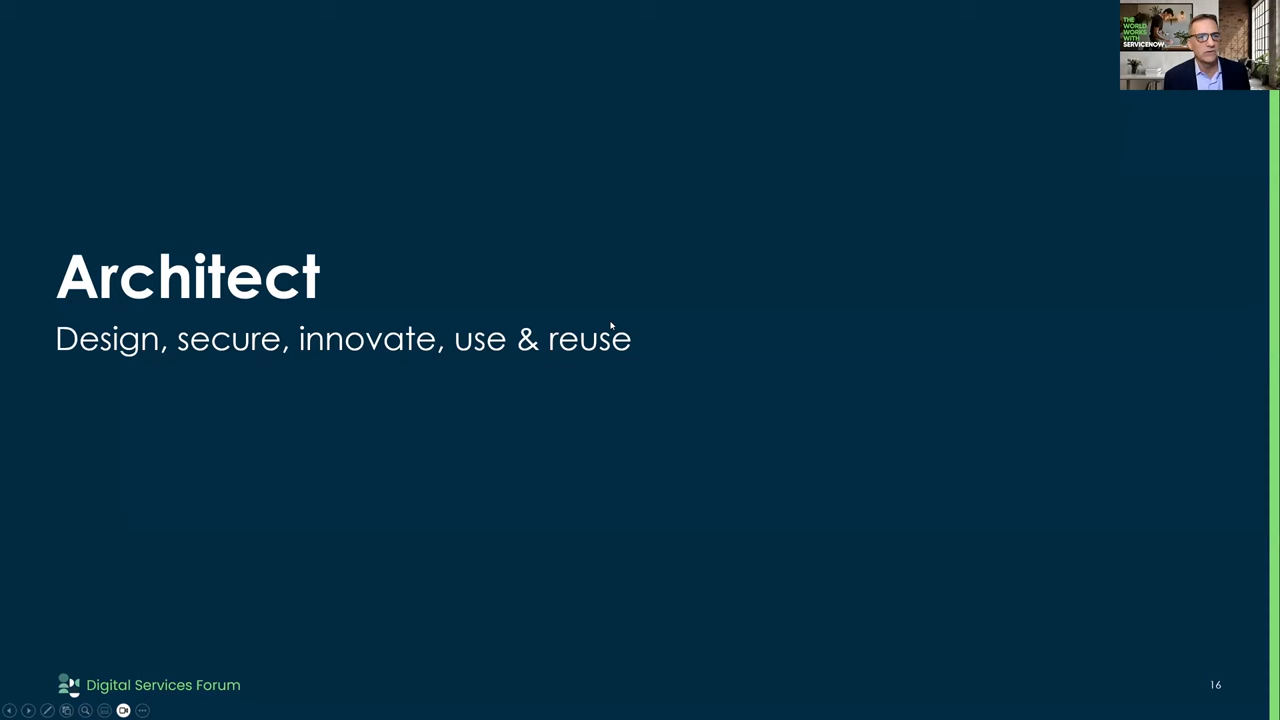 THE
WORLD
WORKS
WITH
SERVICENOW
Architect
Design, secure, innovate, use & reuse
Digital Services Forum
16